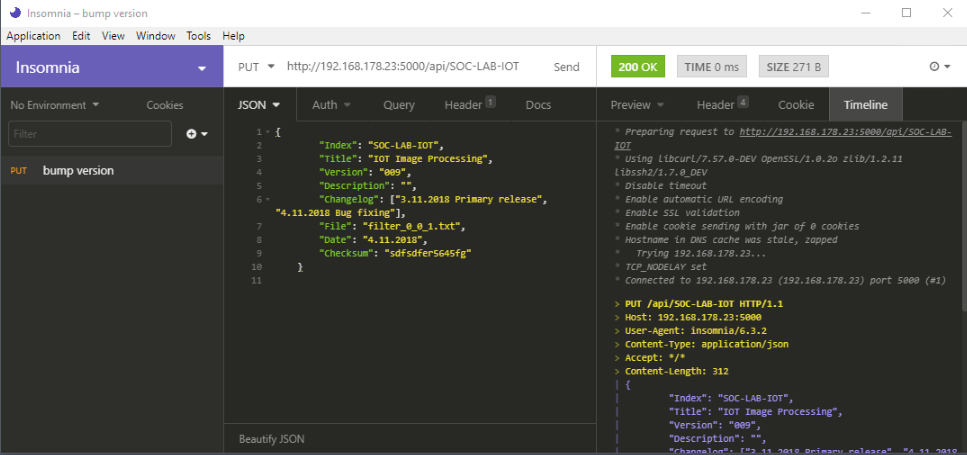 Insomnia – bump version
Application Edit View Window Tools Help
Insomnia
PUT http://192.168.178.23:5000/api/SOC-LAB-IOT Send
200 OK TIME 0 ms SIZE 271 B
No Environment Cookies
Filter
PUT bump version
JSON Auth Query Header 1 Docs
1 {
2 "Index": "SOC-LAB-IOT",
3 "Title": "IOT Image Processing",
4 "Version": "009",
5 "Description": "",
6 "Changelog": ["3.11.2018 Primary release",
"4.11.2018 Bug fixing"],
7 "File": "filter_0_0_1.txt",
8 "Date": "4.11.2018",
9 "Checksum": "sdfsdfer5645fg"
10 }
11
Beautify JSON
Preview Header 4 Cookie Timeline
* Preparing request to http://192.168.178.23:5000/api/SOC-LAB-
IOT
* Using libcurl/7.57.0-DEV OpenSSL/1.0.2o zlib/1.2.11
libssh2/1.7.0_DEV
* Disable timeout
* Enable automatic URL encoding
* Enable SSL validation
* Enable cookie sending with jar of 0 cookies
* Hostname in DNS cache was stale, zapped
* Trying 192.168.178.23...
* TCP_NODELAY set
* Connected to 192.168.178.23 (192.168.178.23) port 5000 (#1)
> PUT /api/SOC-LAB-IOT HTTP/1.1
> Host: 192.168.178.23:5000
> User-Agent: insomnia/6.3.2
> Content-Type: application/json
> Accept: */*
> Content-Length: 312
| {
| "Index": "SOC-LAB-IOT",
| "Title": "IOT Image Processing",
| "Version": "009",
| "Description": "",
| "Changelog": ["3.11.2018 Primary release", "4.11.2018